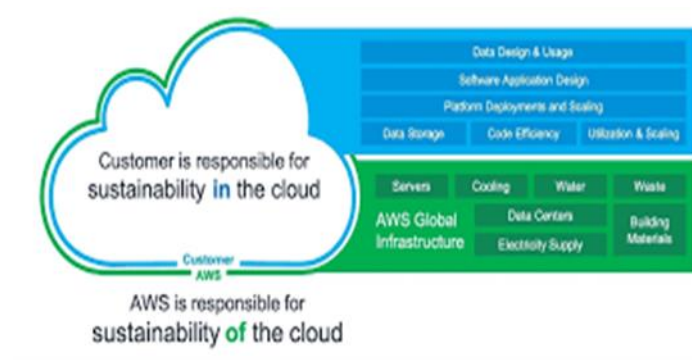 Data Design & Usage
Software Application Design
Platform Deployments and Scaling
Data Storage
Code Efficiency
Utilization & Scaling
Customer is responsible for
sustainability in the cloud
Servers
Cooling
Water
Waste
AWS Global
Infrastructure
Data Centers
Electricity Supply
Building
Materials
Customer
AWS
AWS is responsible for
sustainability of the cloud